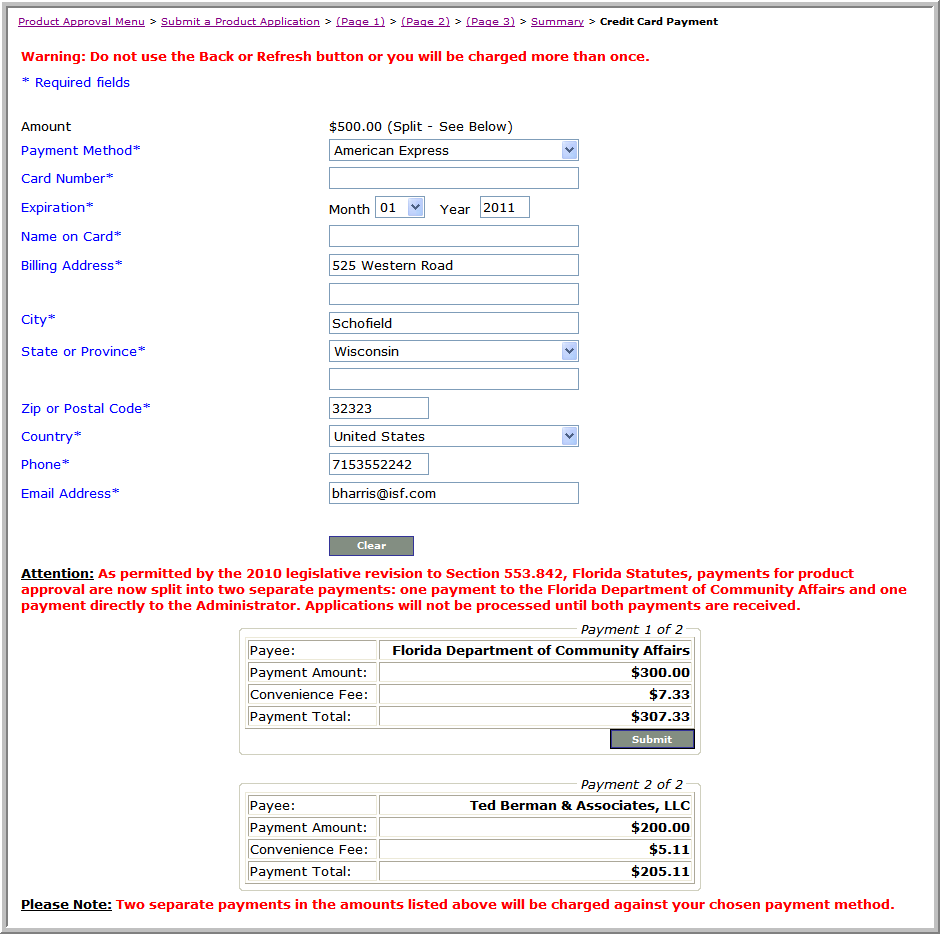 Product Approval Menu > Submit a Product Application > (Page 1) > (Page 2) > (Page 3) > Summary > Credit Card Payment
Warning: Do not use the Back or Refresh button or you will be charged more than once.
* Required fields
Amount $500.00 (Split - See Below)
Payment Method* American Express
Card Number*
Expiration* Month 01 Year 2011
Name on Card*
Billing Address* 525 Western Road
City* Schofield
State or Province* Wisconsin
Zip or Postal Code* 32323
Country* United States
Phone* 7153552242
Email Address* bharris@isf.com
Clear
Attention: As permitted by the 2010 legislative revision to Section 553.842, Florida Statutes, payments for product
approval are now split into two separate payments: one payment to the Florida Department of Community Affairs and one
payment directly to the Administrator. Applications will not be processed until both payments are received.
Payment 1 of 2
Payee: Florida Department of Community Affairs
Payment Amount: $300.00
Convenience Fee: $7.33
Payment Total: $307.33
Submit
Payment 2 of 2
Payee: Ted Berman & Associates, LLC
Payment Amount: $200.00
Convenience Fee: $5.11
Payment Total: $205.11
Please Note: Two separate payments in the amounts listed above will be charged against your chosen payment method.